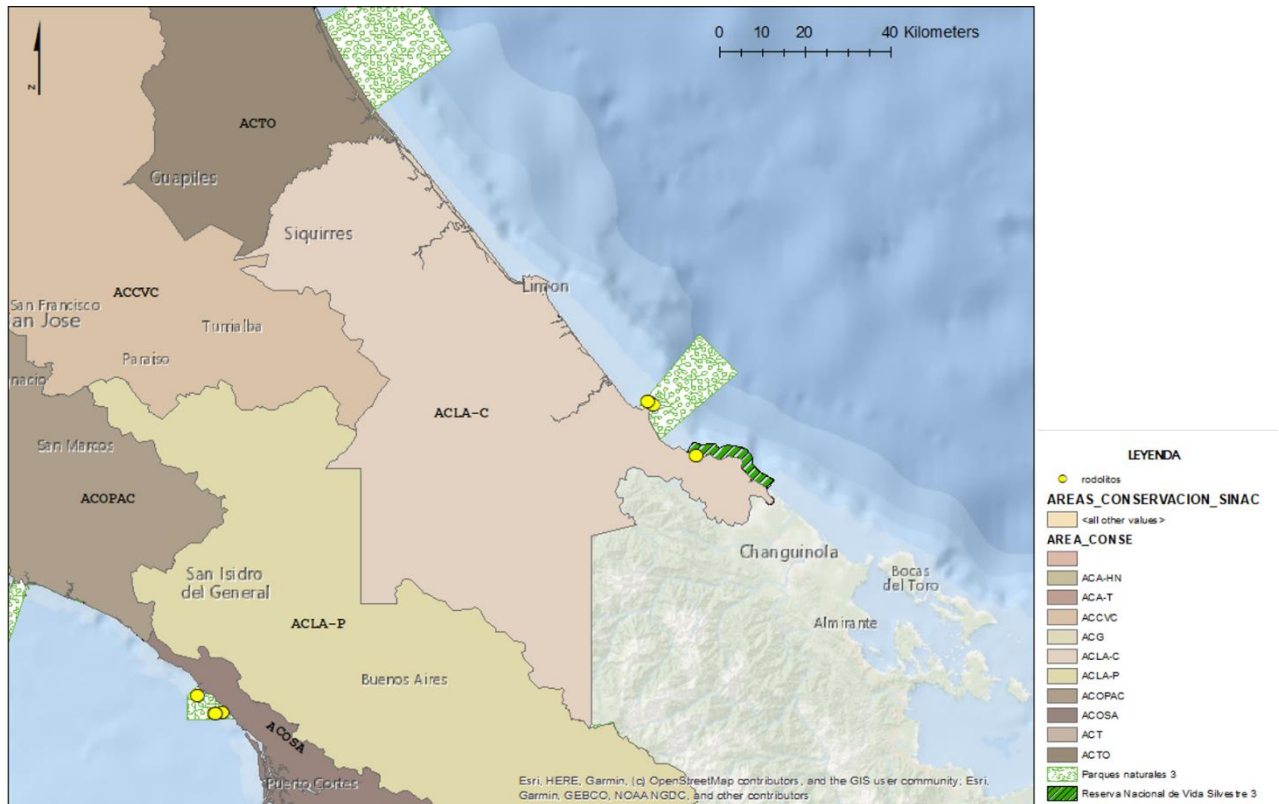 0 10 20 40 Kilometers
N
ACTO
Guapiles
Siquirres
Limon
ACCVC
San Francisco
an Jose
Turrialba
Paraiso
nacio
ACLA-C
San Marcos
ACOPAC
Changuinola
Bocas
del Toro
Almirante
San Isidro
del General
ACLA-P
Buenos Aires
ACOSA
Puerto Cortes
Esri, HERE, Garmin, (c) OpenStreetMap contributors, and the GIS user community; Esri,
Garmin, GEBCO, NOAA NGDC, and other contributors
LEYENDA
rodolitos
AREAS_CONSERVACION_SINAC
<all other values>
AREA_CONSE
ACA-HN
ACA-T
ACCVC
ACG
ACLA-C
ACLA-P
ACOPAC
ACOSA
ACT
ACTO
Parques naturales 3
Reserva Nacional de Vida Silvestre 3